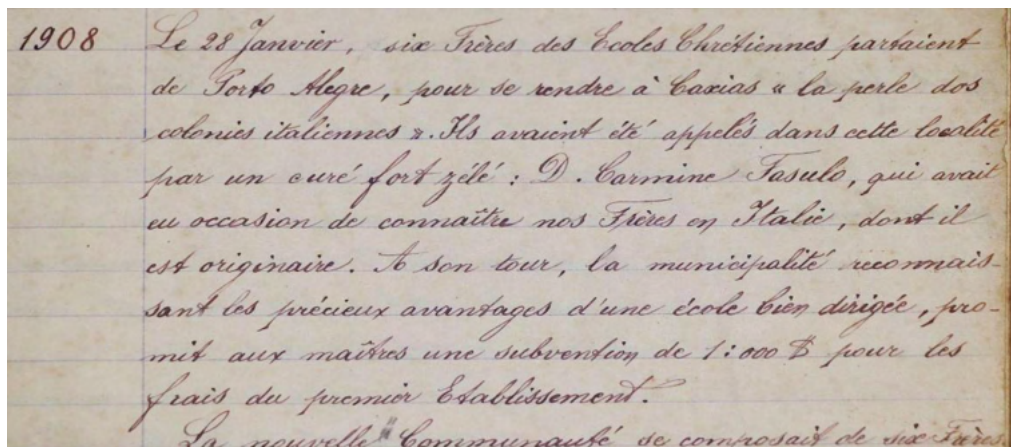 1908 Le 28 Janvier, six Frères des Ecoles Chrétiennes partaient
de Porto Alegre, pour se rendre à Caxias « la perle dos
colonies italiennes ». Ils avaient été appelés dans cette localité
par un curé fort zélé : D. Carmine Fasulo, qui avait
eu occasion de connaître nos Frères en Italie, dont il
est originaire. A son tour, la municipalité reconnais-
sant les précieux avantages d'une école bien dirigée, pro-
mit aux maîtres une subvention de 1:000 $ pour les
frais du premier Etablissement.
La nouvelle Communauté se composait de six Frères